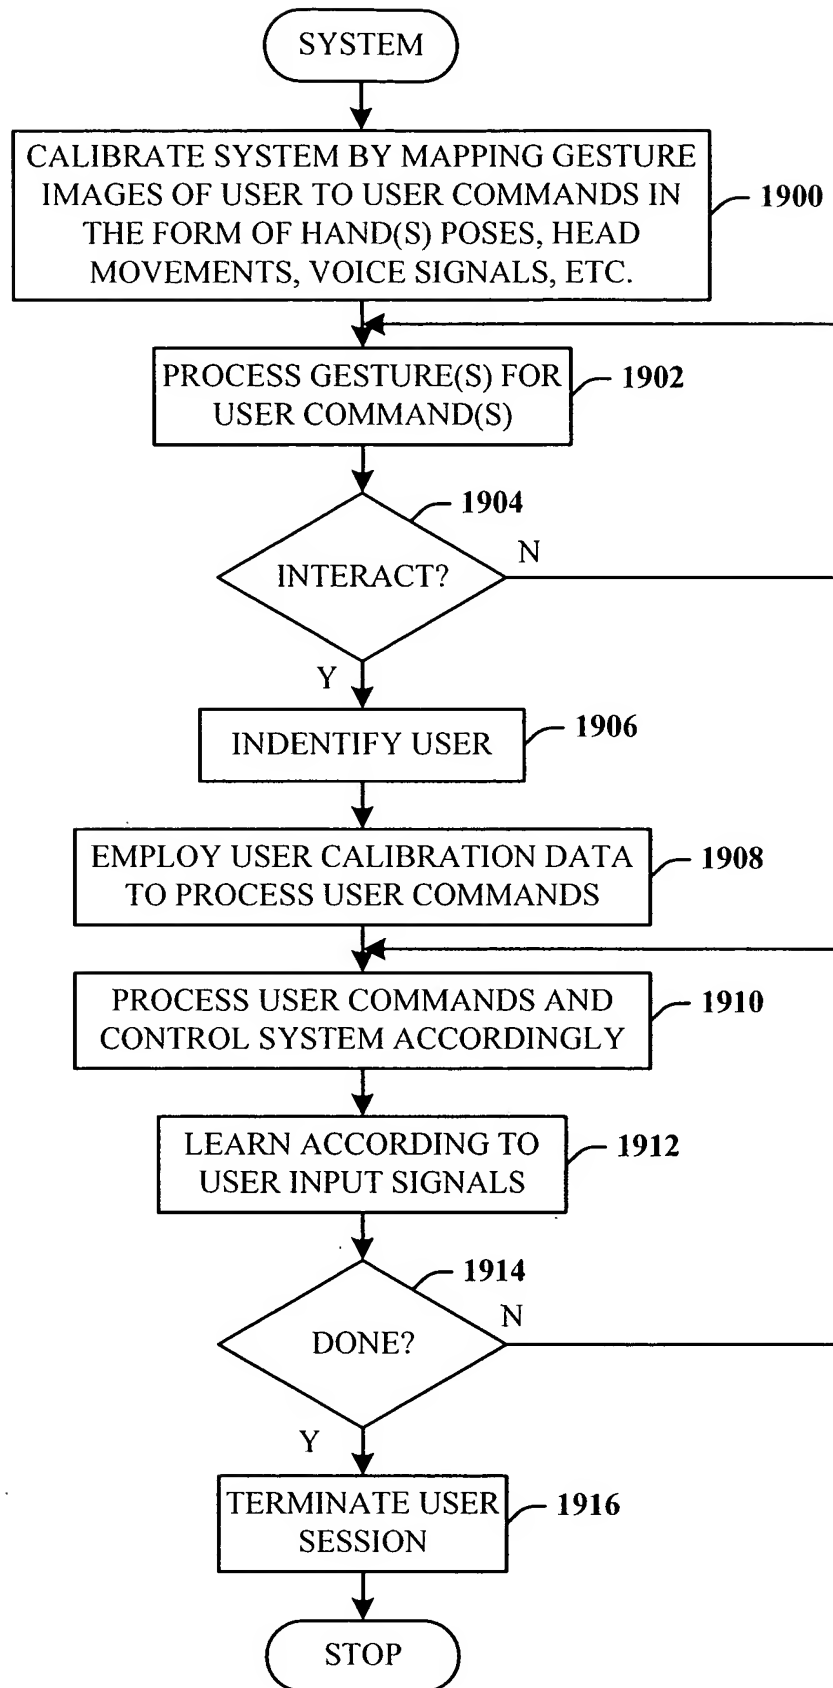 SYSTEM
CALIBRATE SYSTEM BY MAPPING GESTURE
IMAGES OF USER TO USER COMMANDS IN
THE FORM OF HAND(S) POSES, HEAD
MOVEMENTS, VOICE SIGNALS, ETC.
1900
PROCESS GESTURE(S) FOR
USER COMMAND(S)
1902
1904
INTERACT?
N
Y
INDENTIFY USER
1906
EMPLOY USER CALIBRATION DATA
TO PROCESS USER COMMANDS
1908
PROCESS USER COMMANDS AND
CONTROL SYSTEM ACCORDINGLY
1910
LEARN ACCORDING TO
USER INPUT SIGNALS
1912
1914
DONE?
N
Y
TERMINATE USER
SESSION
1916
STOP